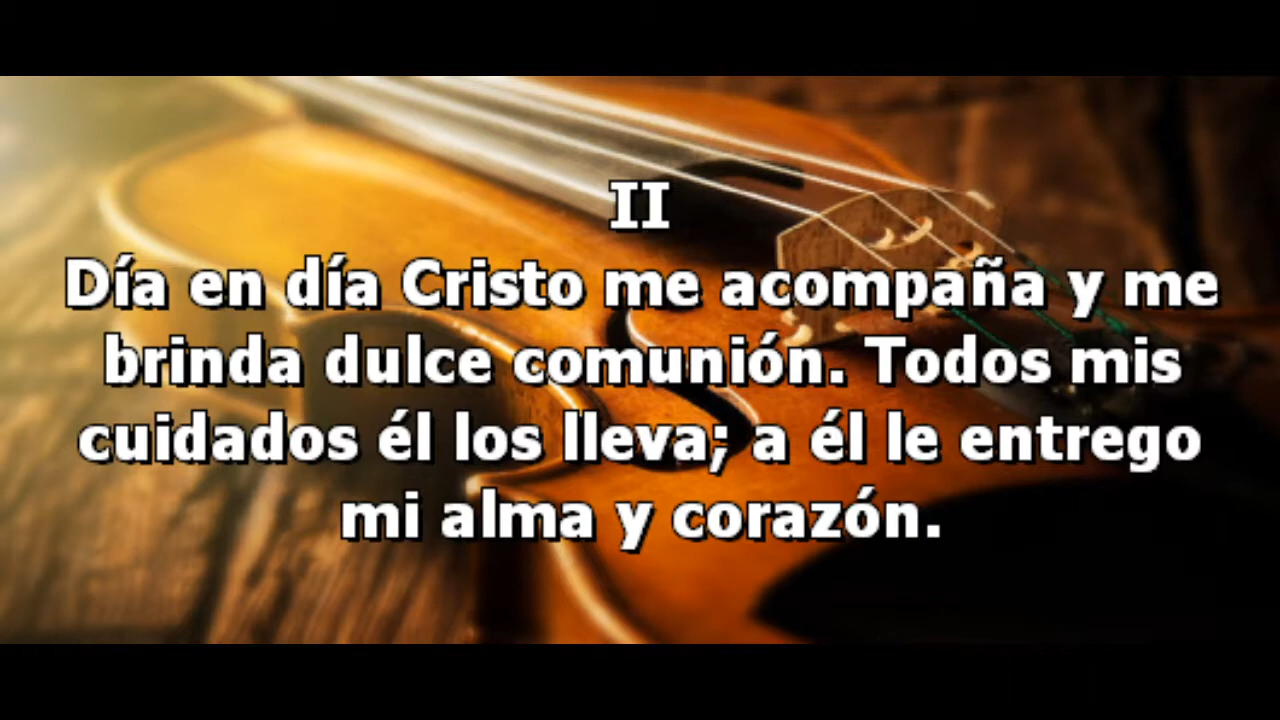 II
Día en día Cristo me acompaña y me
brinda dulce comunión. Todos mis
cuidados él los lleva; a él le entrego
mi alma y corazón.